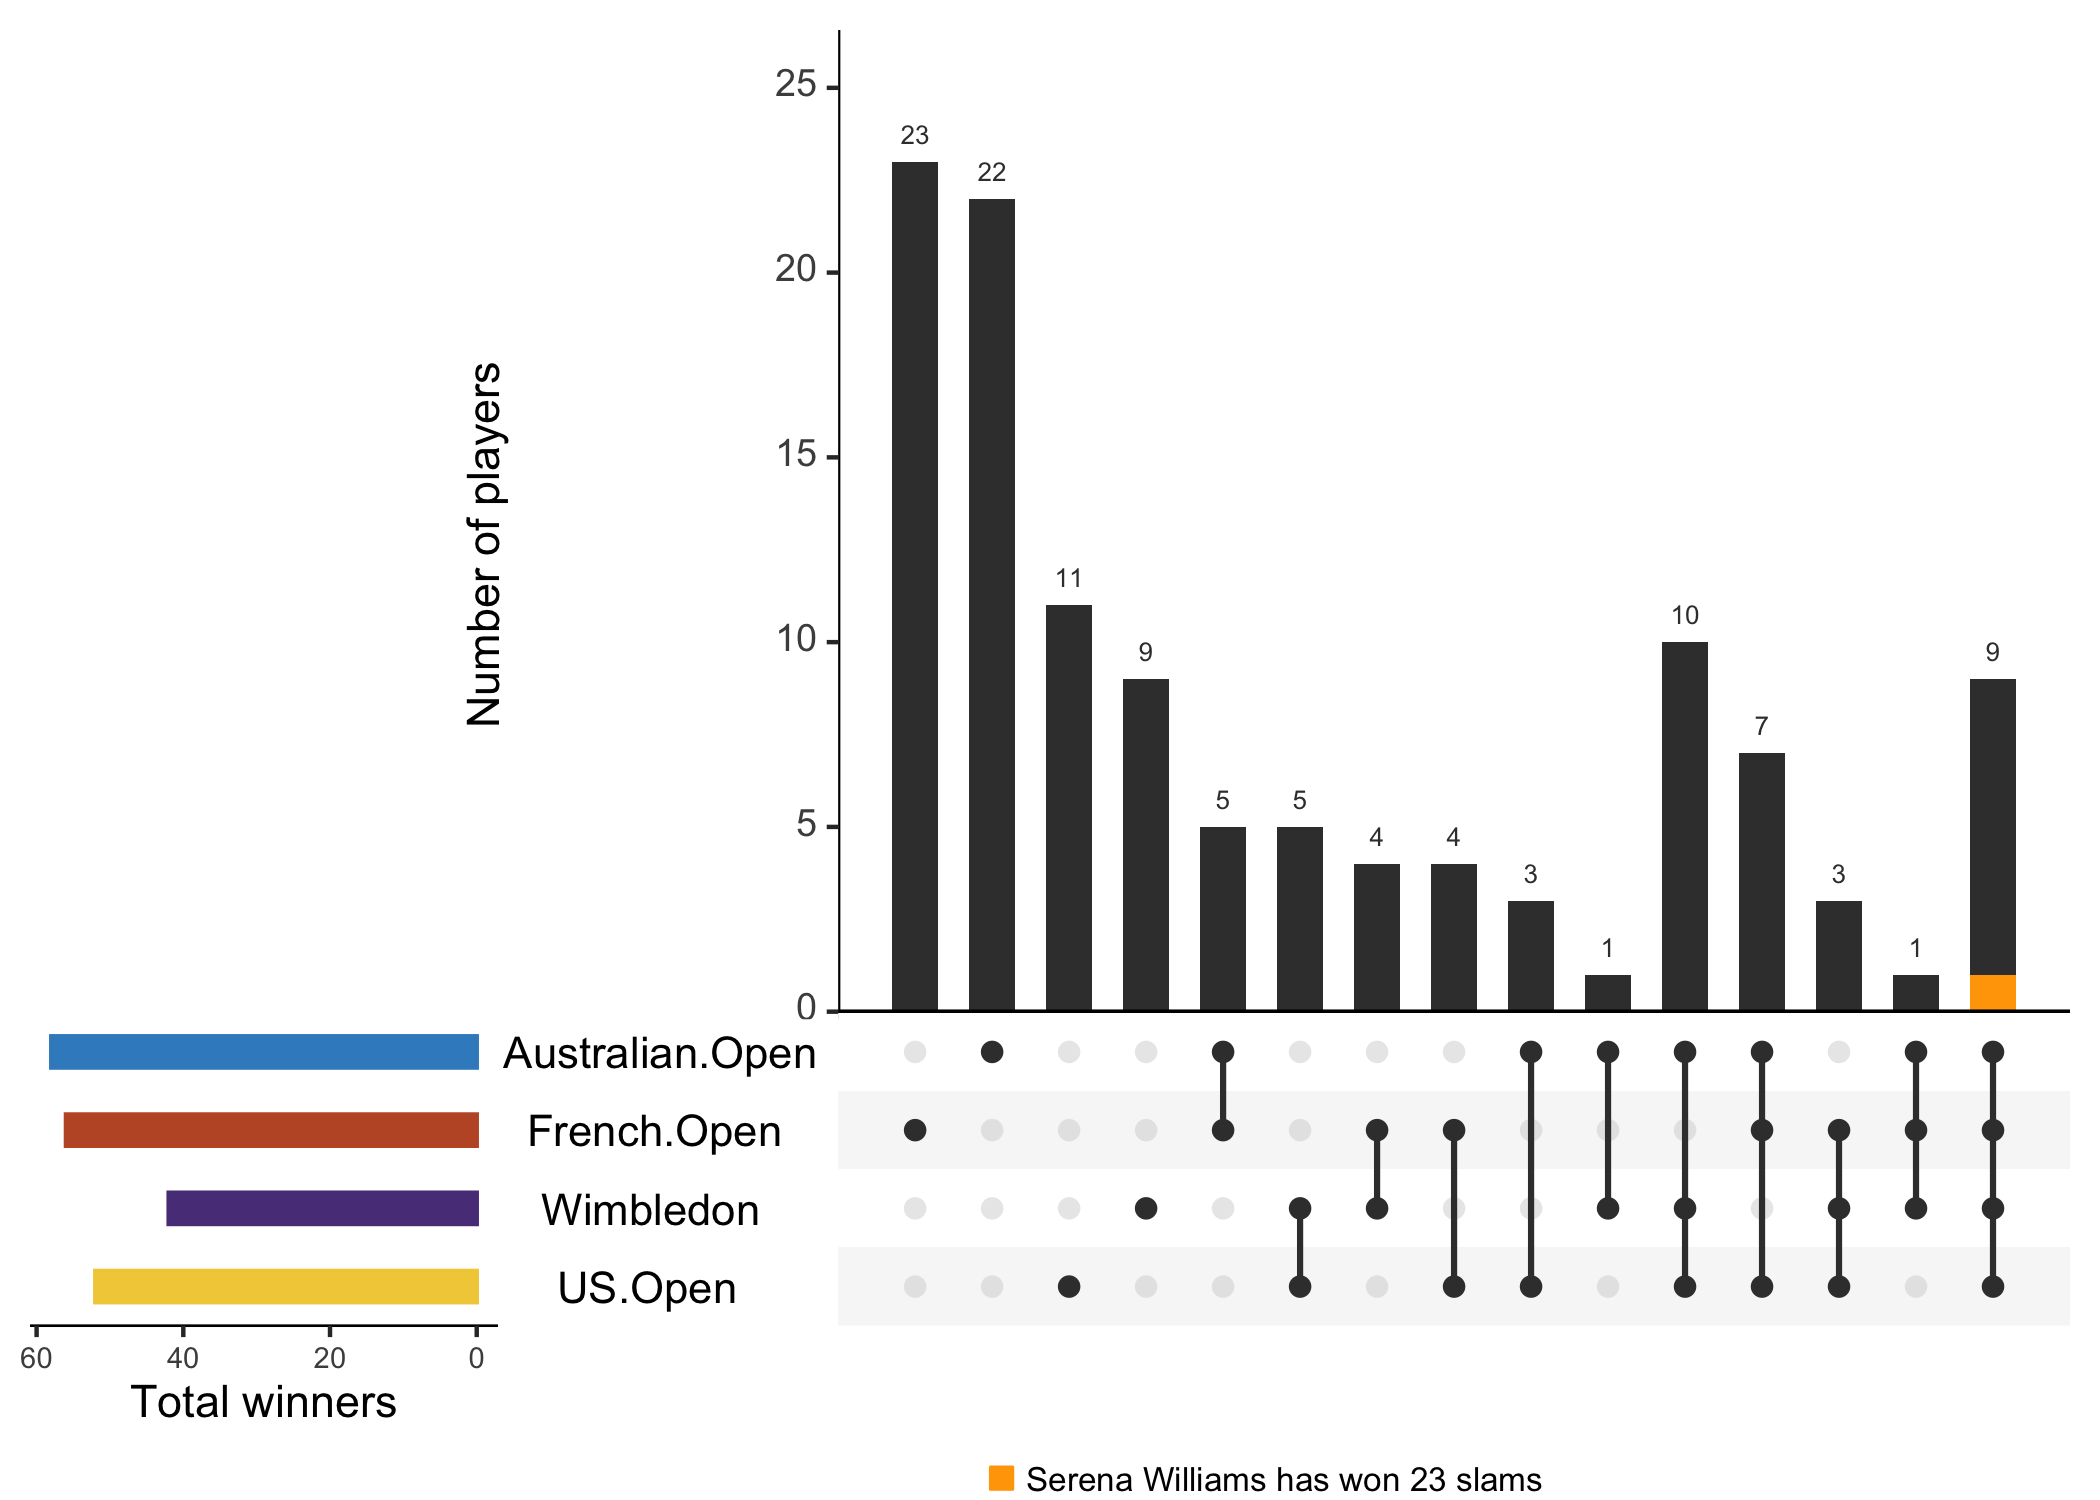 25
20
15
10
5
0
Number of players
23
22
11
9
5
5
4
4
3
1
10
7
3
1
9
Australian.Open
French.Open
Wimbledon
US.Open
60 40 20 0
Total winners
Serena Williams has won 23 slams